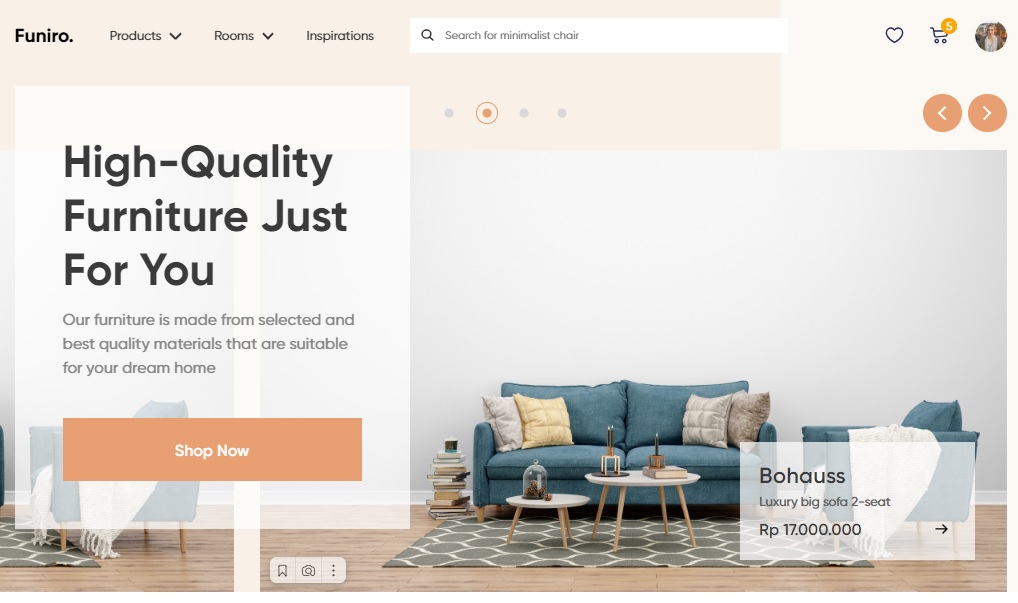 Funiro.
Products
Rooms
Inspirations
Search for minimalist chair
5
High-Quality
Furniture Just
For You
Our furniture is made from selected and
best quality materials that are suitable
for your dream home
Shop Now
Bohauss
Luxury big sofa 2-seat
Rp 17.000.000